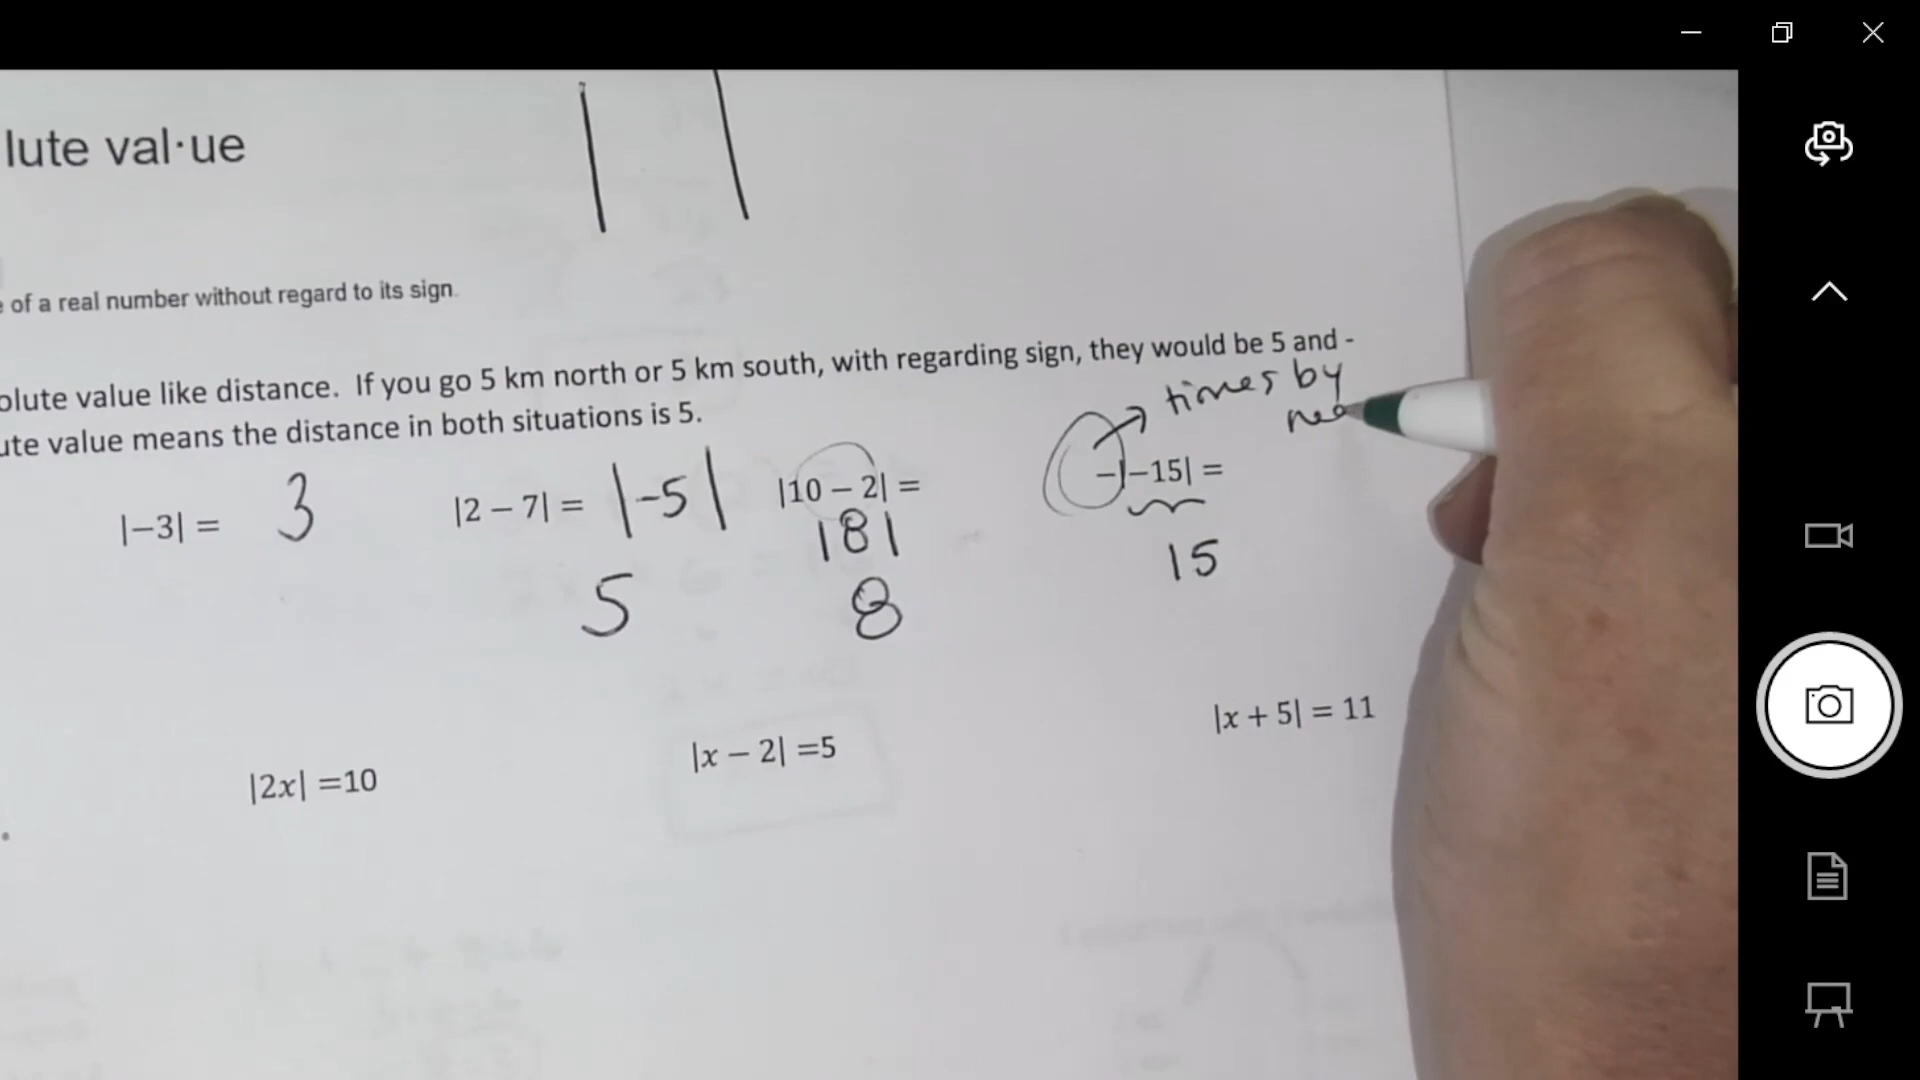 lute val·ue
of a real number without regard to its sign.
olute value like distance. If you go 5 km north or 5 km south, with regarding sign, they would be 5 and -
ute value means the distance in both situations is 5.
times by
|−3| = 3
|2 − 7| = |-5|
5
|10 − 2| =
|8|
8
−|−15| =
15
|2x| =10
|x − 2| =5
|x + 5| = 11